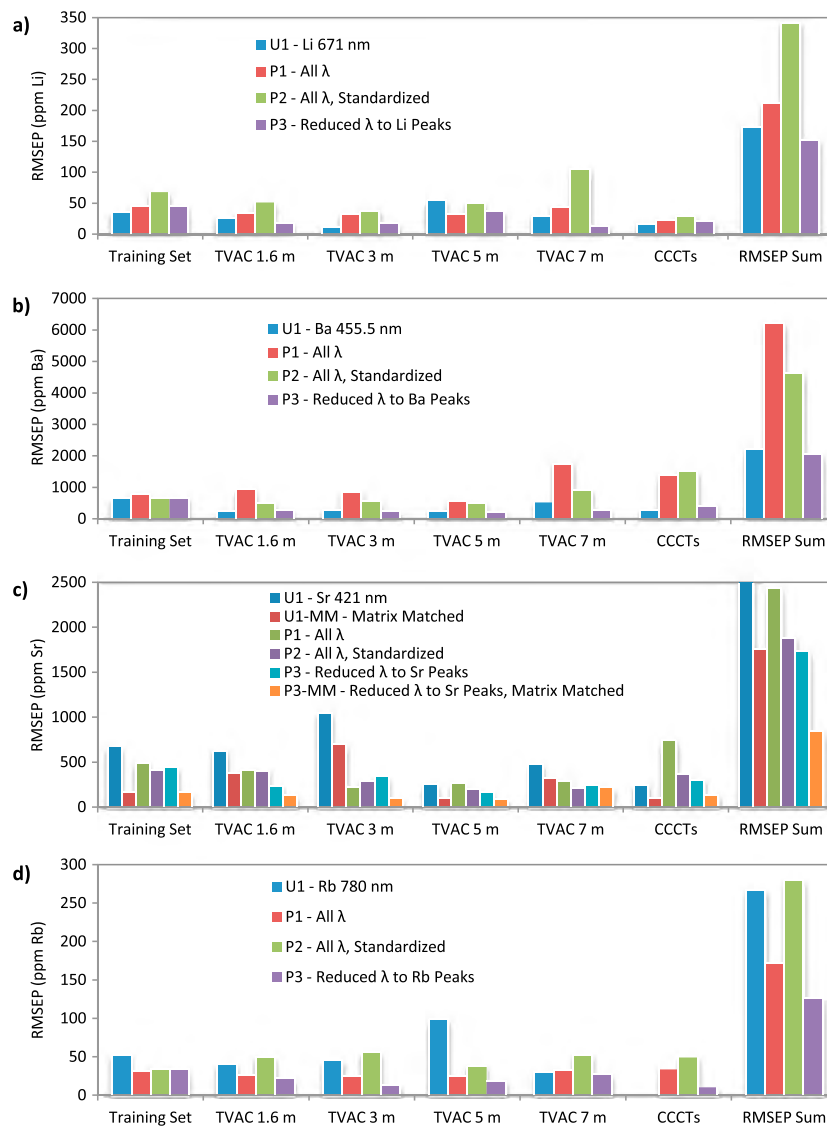 a)
350
300
250
200
150
100
50
0
RMSEP (ppm Li)
U1 - Li 671 nm
P1 - All λ
P2 - All λ, Standardized
P3 - Reduced λ to Li Peaks
Training Set TVAC 1.6 m TVAC 3 m TVAC 5 m TVAC 7 m CCCTs RMSEP Sum
b)
7000
6000
5000
4000
3000
2000
1000
0
RMSEP (ppm Ba)
U1 - Ba 455.5 nm
P1 - All λ
P2 - All λ, Standardized
P3 - Reduced λ to Ba Peaks
Training Set TVAC 1.6 m TVAC 3 m TVAC 5 m TVAC 7 m CCCTs RMSEP Sum
c)
2500
2000
1500
1000
500
0
RMSEP (ppm Sr)
U1 - Sr 421 nm
U1-MM - Matrix Matched
P1 - All λ
P2 - All λ, Standardized
P3 - Reduced λ to Sr Peaks
P3-MM - Reduced λ to Sr Peaks, Matrix Matched
Training Set TVAC 1.6 m TVAC 3 m TVAC 5 m TVAC 7 m CCCTs RMSEP Sum
d)
300
250
200
150
100
50
0
RMSEP (ppm Rb)
U1 - Rb 780 nm
P1 - All λ
P2 - All λ, Standardized
P3 - Reduced λ to Rb Peaks
Training Set TVAC 1.6 m TVAC 3 m TVAC 5 m TVAC 7 m CCCTs RMSEP Sum